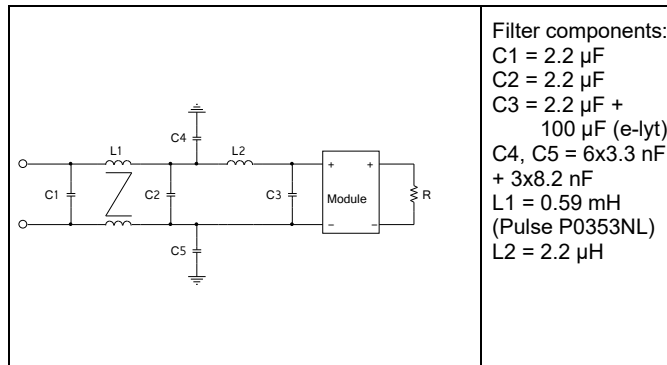 C4
L1
L2
C1
C2
C3
+
+
Module
R
−
−
C5
Filter components:
C1 = 2.2 µF
C2 = 2.2 µF
C3 = 2.2 µF +
100 µF (e-lyt)
C4, C5 = 6x3.3 nF
+ 3x8.2 nF
L1 = 0.59 mH
(Pulse P0353NL)
L2 = 2.2 µH